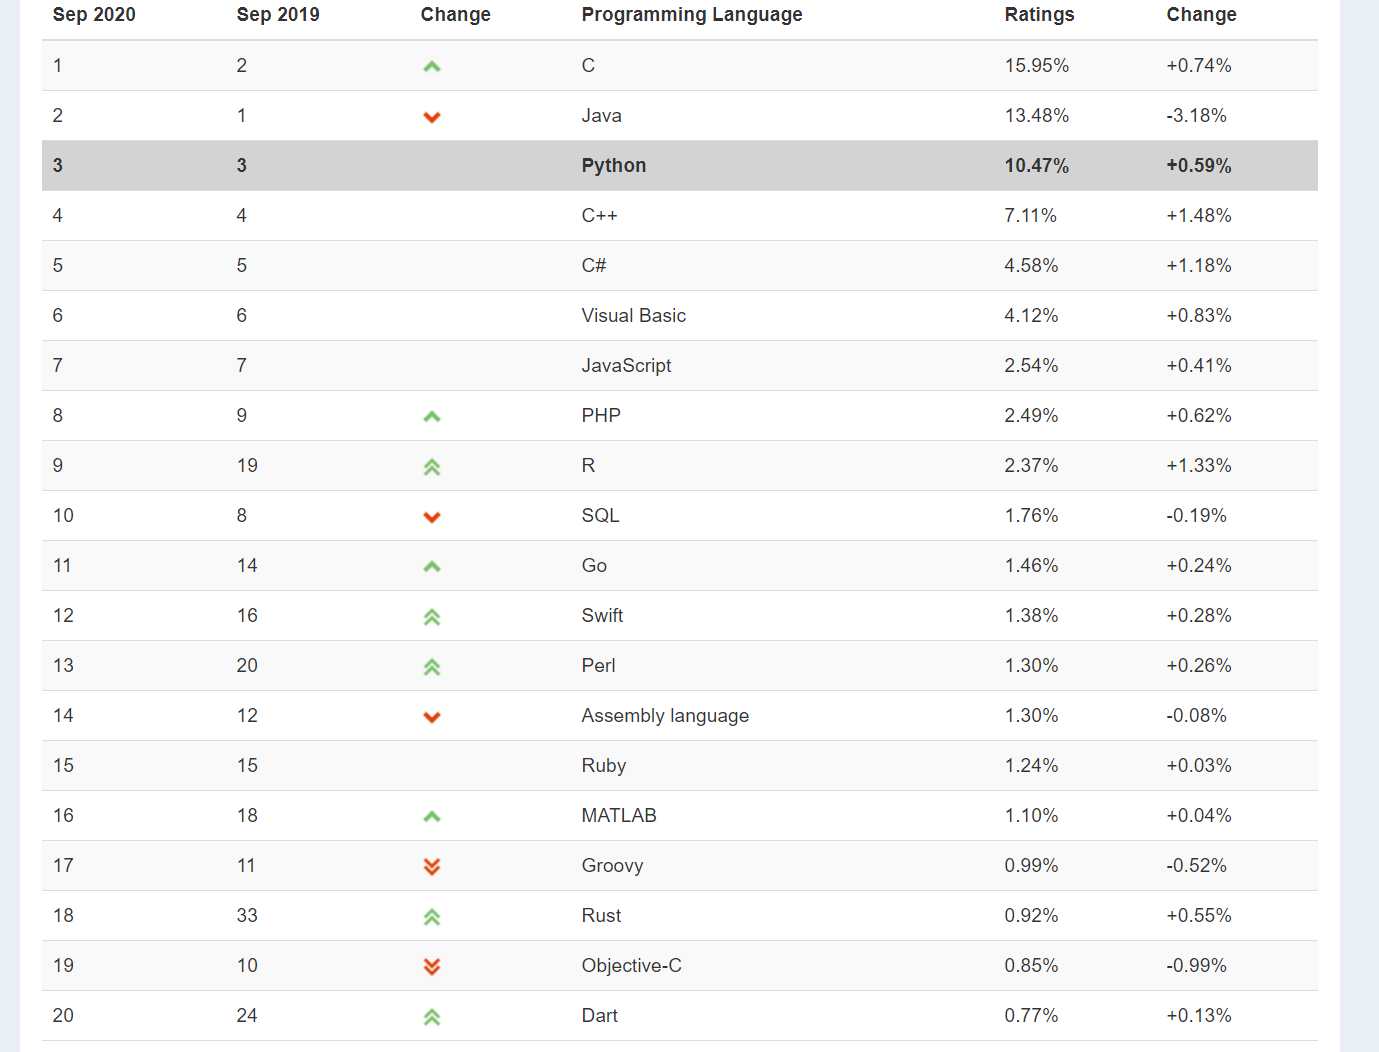 Sep 2020 Sep 2019 Change Programming Language Ratings Change
1 2 C 15.95% +0.74%
2 1 Java 13.48% -3.18%
3 3 Python 10.47% +0.59%
4 4 C++ 7.11% +1.48%
5 5 C# 4.58% +1.18%
6 6 Visual Basic 4.12% +0.83%
7 7 JavaScript 2.54% +0.41%
8 9 PHP 2.49% +0.62%
9 19 R 2.37% +1.33%
10 8 SQL 1.76% -0.19%
11 14 Go 1.46% +0.24%
12 16 Swift 1.38% +0.28%
13 20 Perl 1.30% +0.26%
14 12 Assembly language 1.30% -0.08%
15 15 Ruby 1.24% +0.03%
16 18 MATLAB 1.10% +0.04%
17 11 Groovy 0.99% -0.52%
18 33 Rust 0.92% +0.55%
19 10 Objective-C 0.85% -0.99%
20 24 Dart 0.77% +0.13%